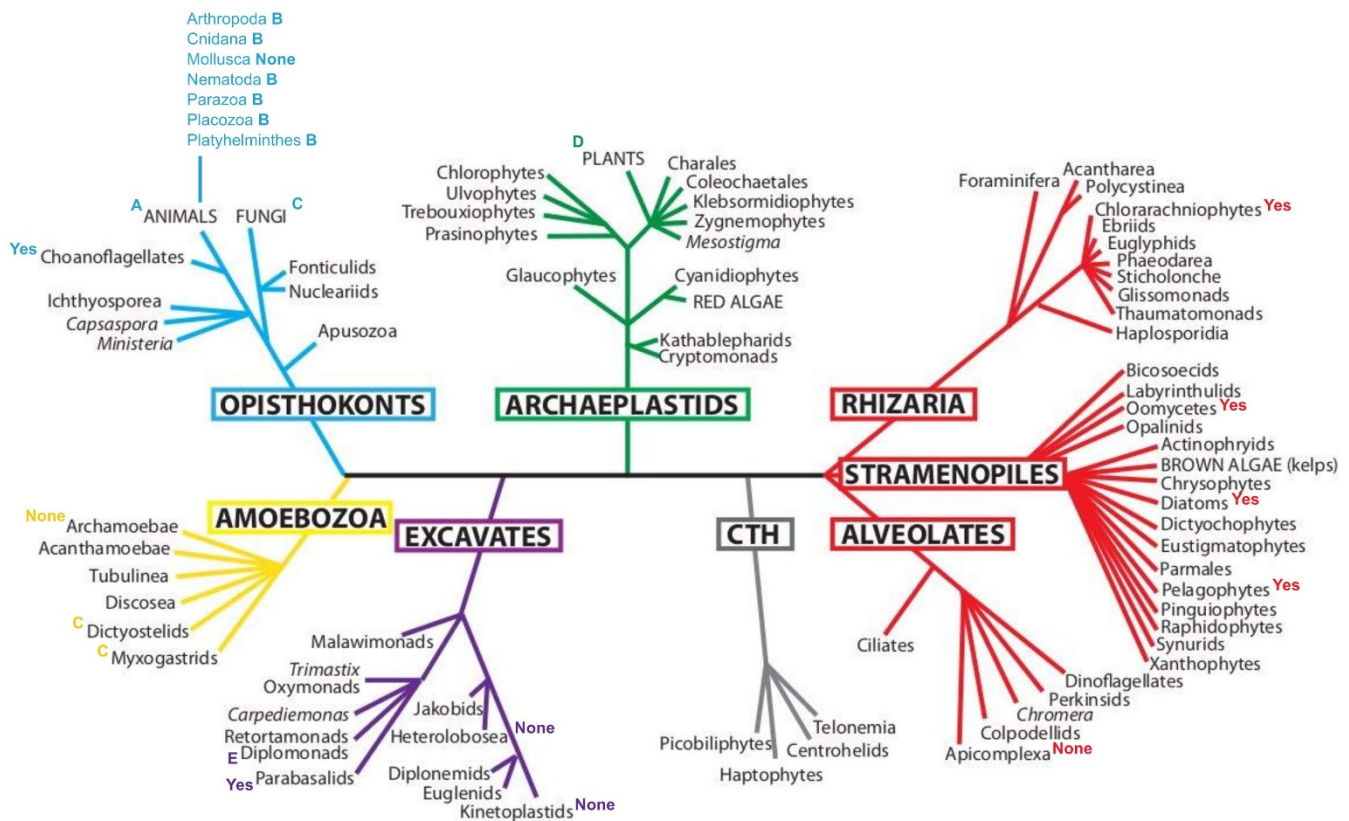 Arthropoda B
Cnidana B
Mollusca None
Nematoda B
Parazoa B
Placozoa B
Platyhelminthes B
A ANIMALS
FUNGI C
Yes Choanoflagellates
Fonticulids
Nucleariids
Ichthyosporea
Capsaspora
Ministeria
Apusozoa
OPISTHOKONTS
D PLANTS
Chlorophytes
Ulvophytes
Trebouxiophytes
Prasinophytes
Charales
Coleochaetales
Klebsormidiophytes
Zygnemophytes
Mesostigma
Glaucophytes
Cyanidiophytes
RED ALGAE
Kathablepharids
Cryptomonads
ARCHAEPLASTIDS
Foraminifera
Acantharea
Polycystinea
Chlorarachniophytes Yes
Ebriids
Euglyphids
Phaeodarea
Sticholonche
Glissomonads
Thaumatomonads
Haplosporidia
RHIZARIA
Bicosoecids
Labyrinthulids
Oomycetes Yes
Opalinids
Actinophryids
BROWN ALGAE (kelps)
Chrysophytes
Diatoms Yes
Dictyochophytes
Eustigmatophytes
Parmales
Pelagophytes Yes
Pinguiophytes
Raphidophytes
Synurids
Xanthophytes
STRAMENOPILES
AMOEBOZOA
None Archamoebae
Acanthamoebae
Tubulinea
Discosea
C Dictyostelids
C Myxogastrids
EXCAVATES
Malawimonads
Trimastix
Oxymonads
Carpediemonas
Retortamonads
E Diplomonads
Yes Parabasalids
Jakobids
Heterolobosea None
Diplonemids
Euglenids
Kinetoplastids None
CTH
Picobiliphytes
Haptophytes
Centrohelids
Telonemia
ALVEOLATES
Ciliates
Dinoflagellates
Perkinsids
Chromera
Colpodellids
Apicomplexa None